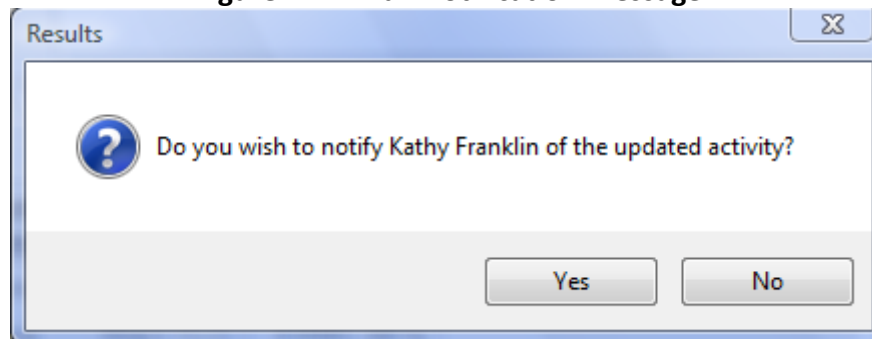 Results
Do you wish to notify Kathy Franklin of the updated activity?
Yes
No